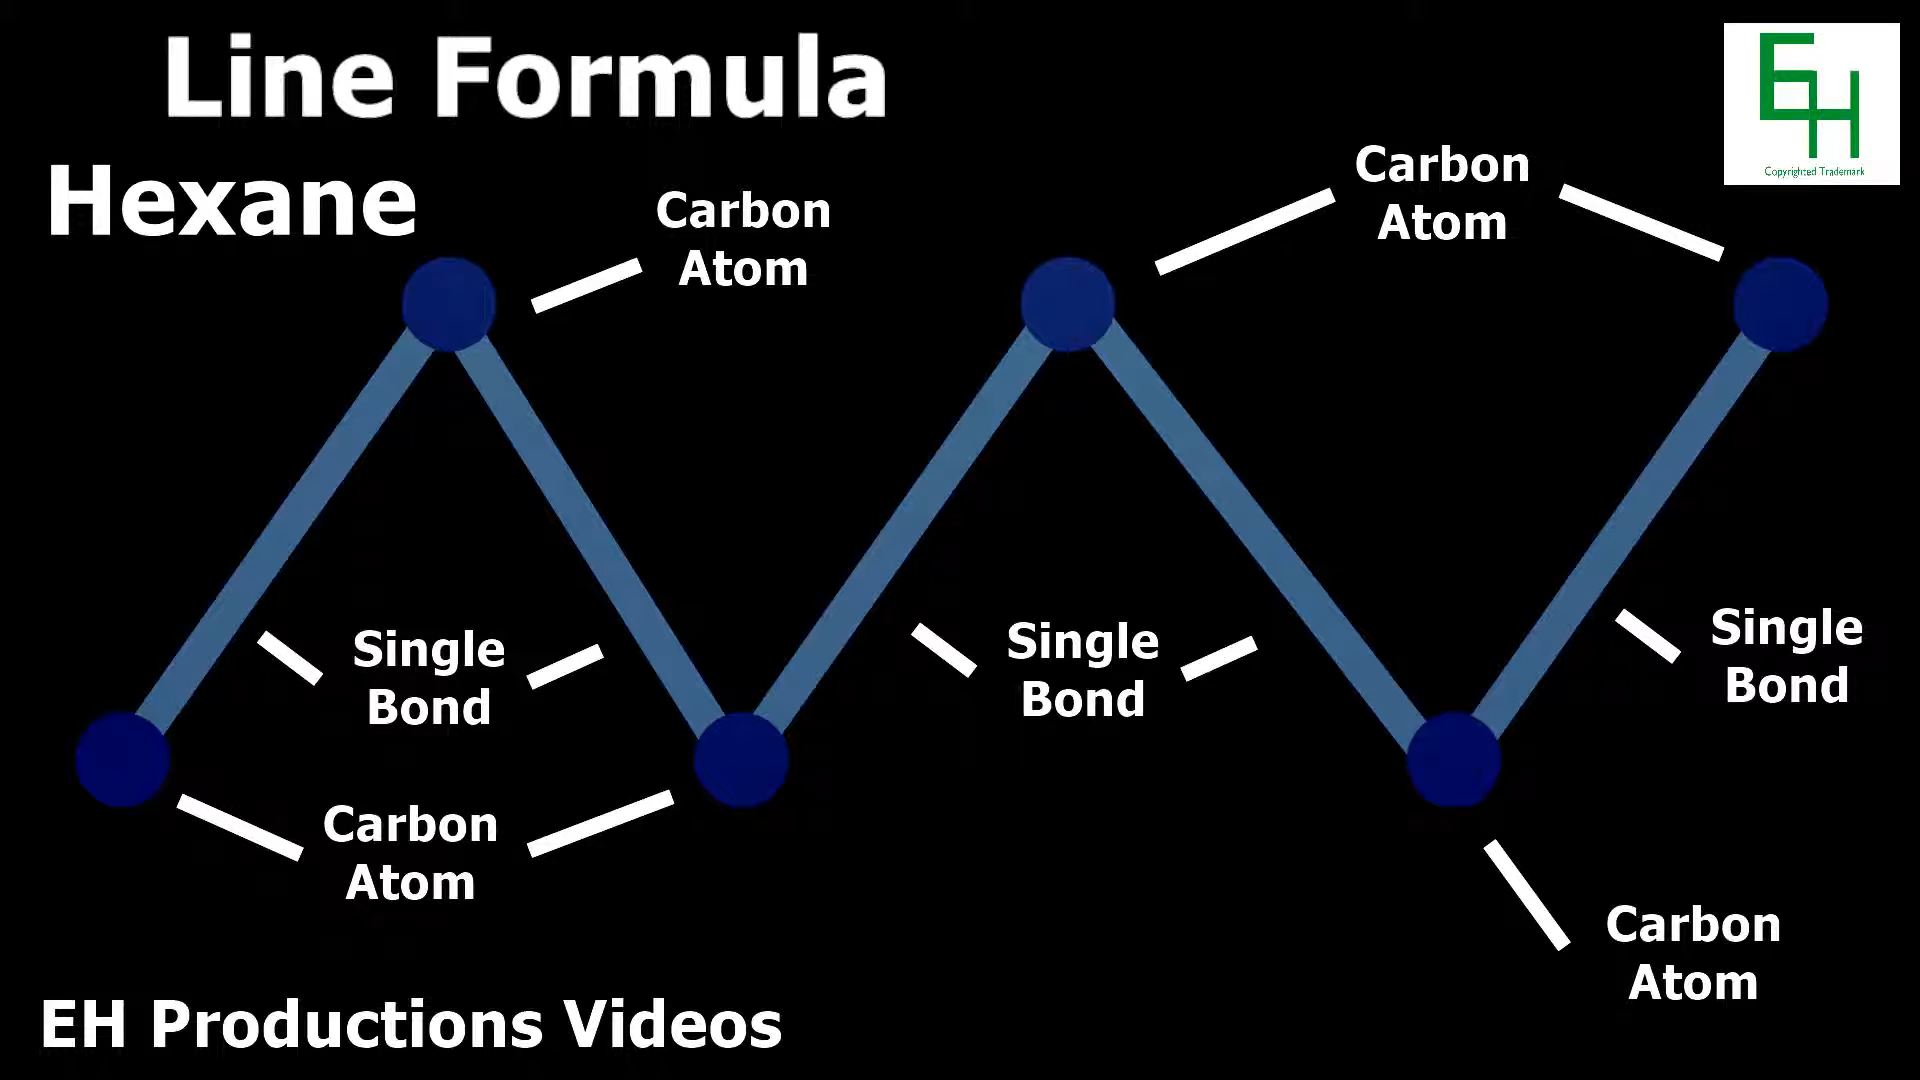 Line Formula
Hexane
EH
Copyrighted Trademark
Carbon
Atom
Carbon
Atom
Single
Bond
Single
Bond
Single
Bond
Carbon
Atom
Carbon
Atom
EH Productions Videos